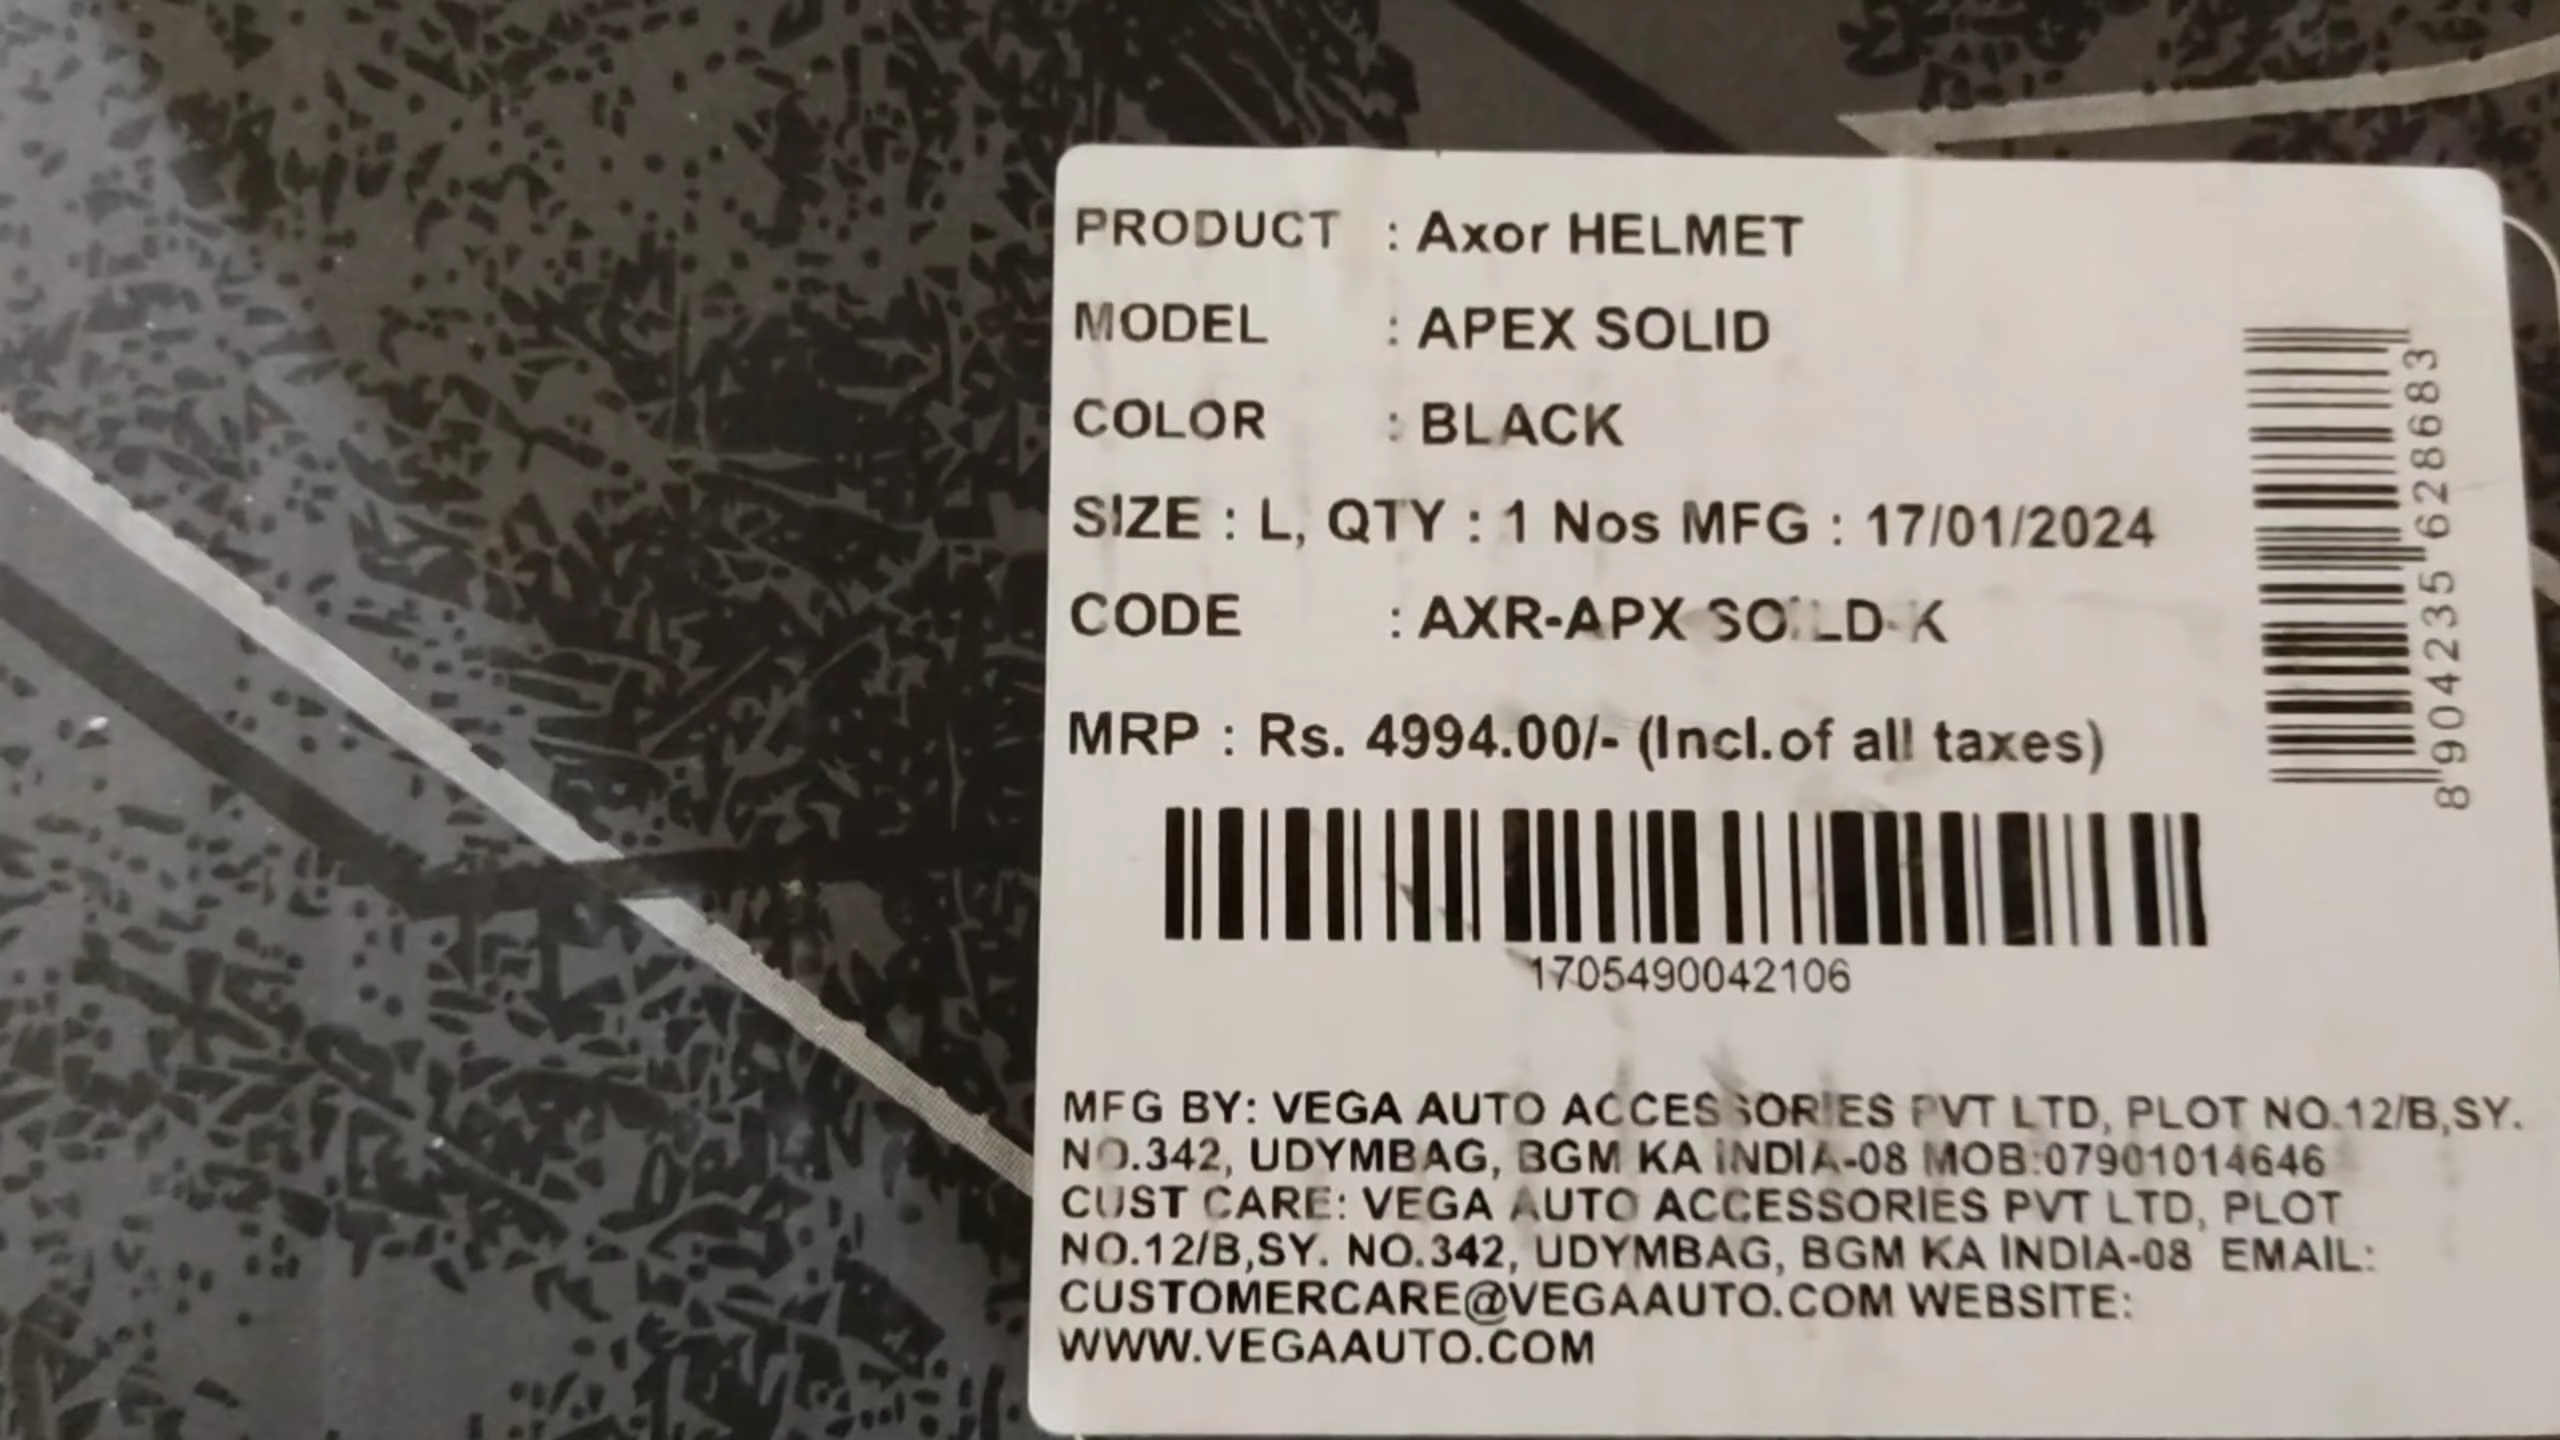 PRODUCT : Axor HELMET
MODEL : APEX SOLID
COLOR : BLACK
SIZE : L, QTY : 1 Nos MFG : 17/01/2024
CODE : AXR-APX
MRP : Rs. 4994.00/- (Incl.of all taxes)
1705490042106
8904235628683
MFG BY: VEGA AUTO ACCESSORIES PVT LTD, PLOT NO.12/B,SY.
NO.342, UDYMBAG, BGM KA INDIA-08 MOB:07901014646
CUST CARE: VEGA AUTO ACCESSORIES PVT LTD, PLOT
NO.12/B,SY. NO.342, UDYMBAG, BGM KA INDIA-08 EMAIL:
CUSTOMERCARE@VEGAAUTO.COM WEBSITE:
WWW.VEGAAUTO.COM